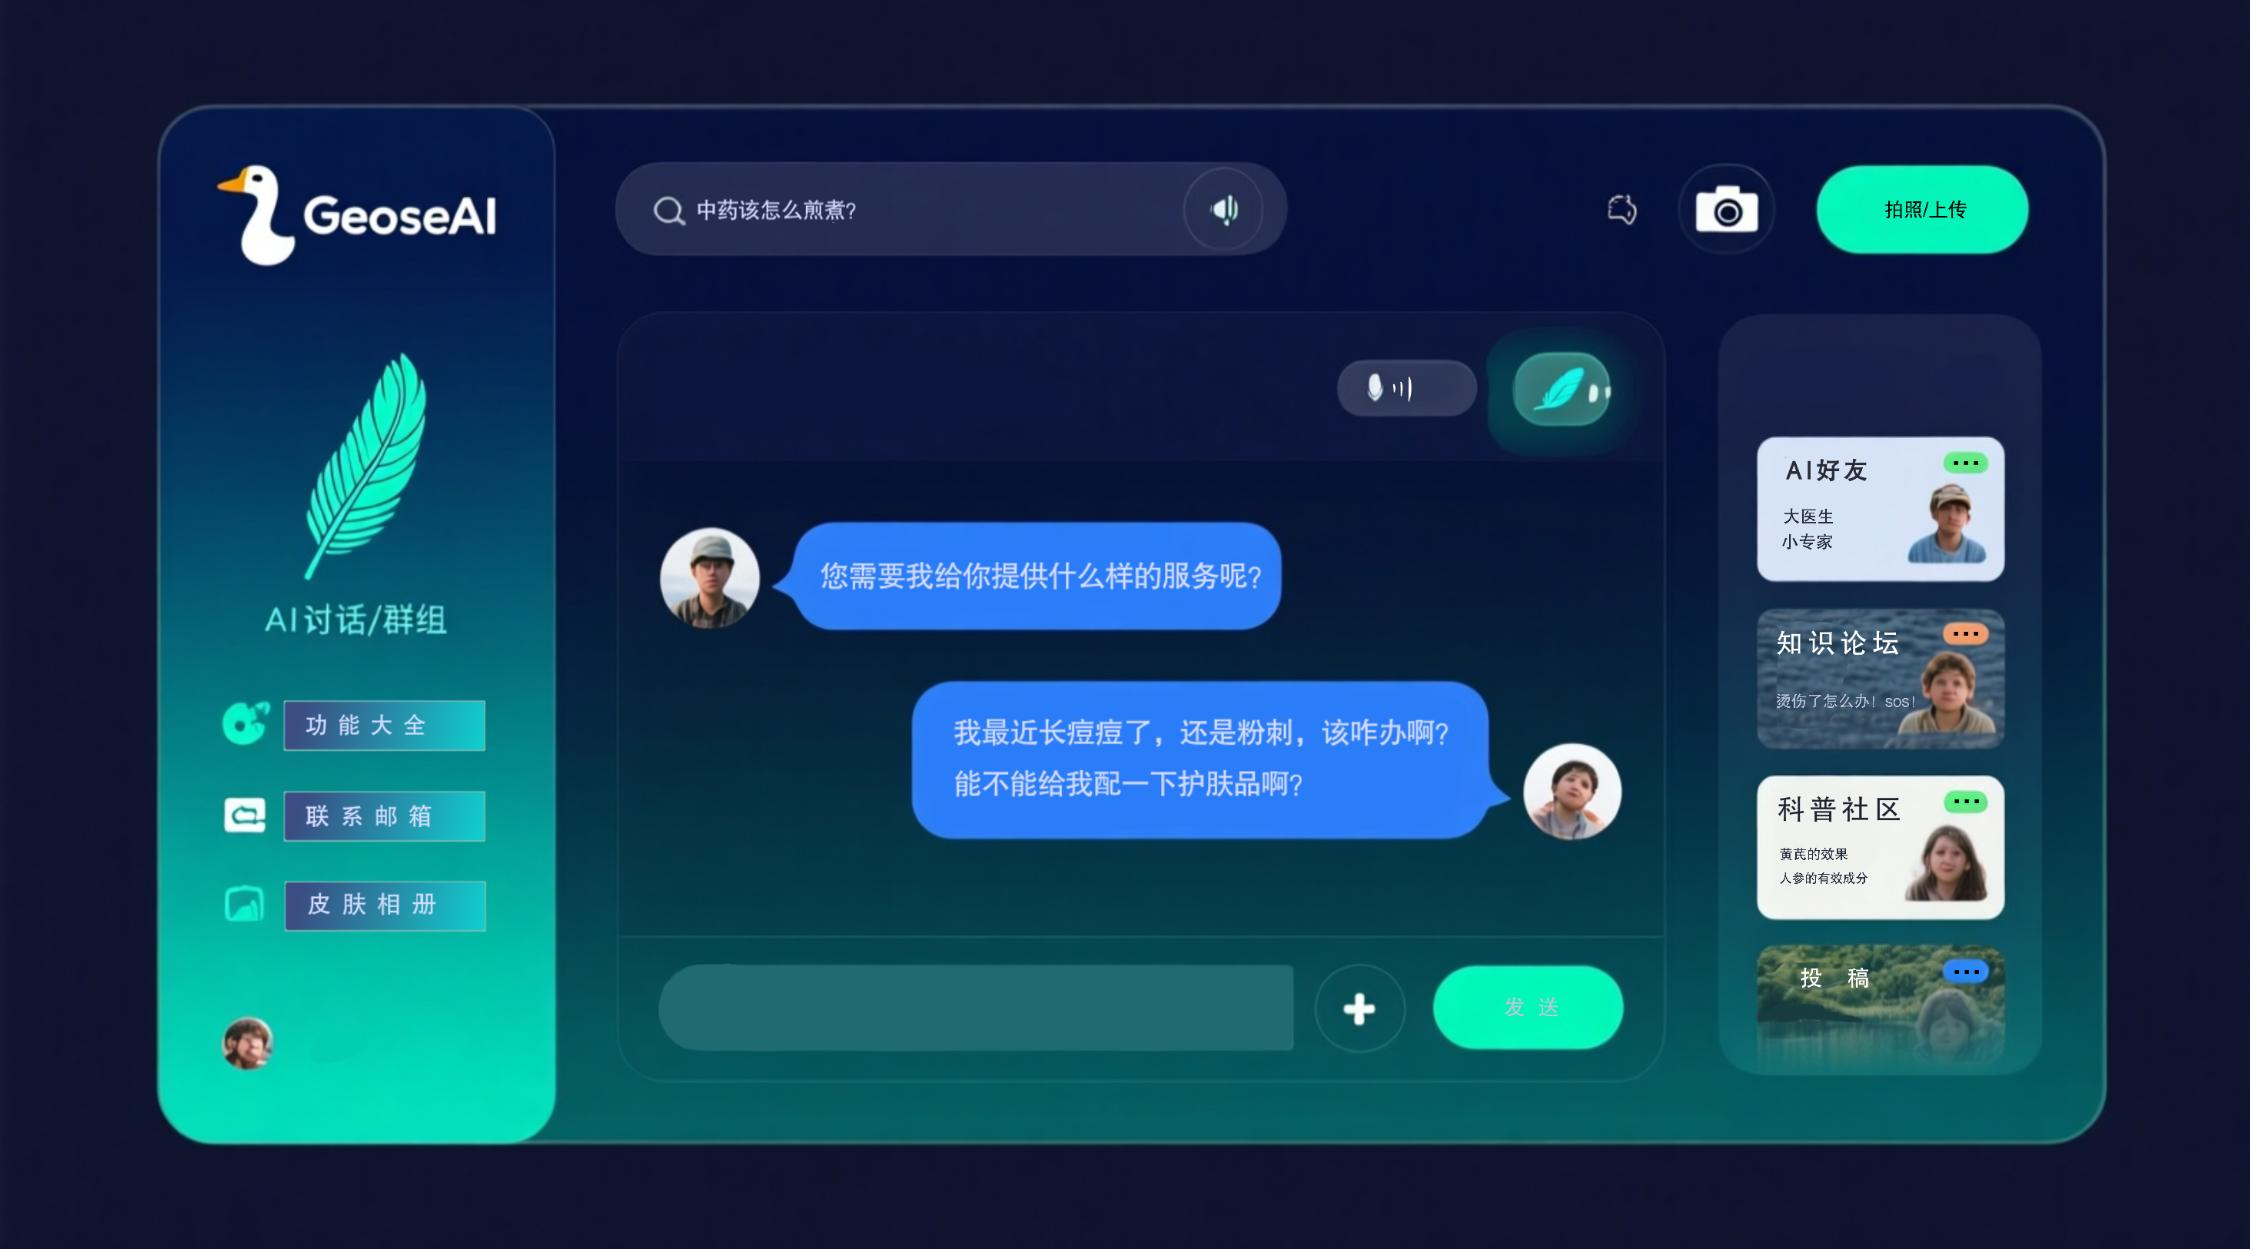 GeoseAI
中药该怎么煎煮?
拍照/上传
AI讨话/群组
功能大全
联系邮箱
皮肤相册
您需要我给你提供什么样的服务呢?
我最近长痘痘了，还是粉刺，该咋办啊?
能不能给我配一下护肤品啊?
发送
AI好友
大医生
小专家
知识论坛
烫伤了怎么办！sos！
科普社区
黄芪的效果
人参的有效成分
投稿